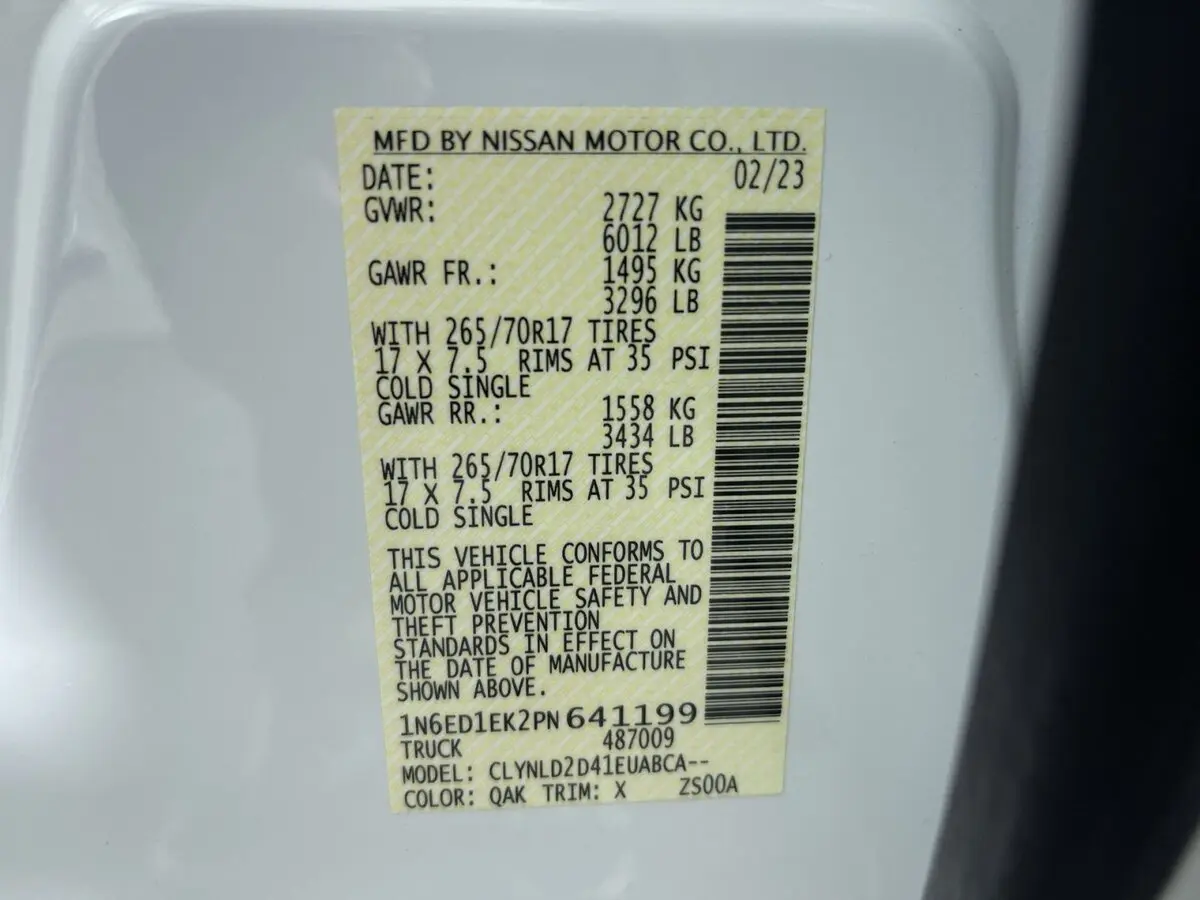 MFD BY NISSAN MOTOR CO., LTD.
DATE: 02/23
GVWR: 2727 KG
6012 LB
GAWR FR.: 1495 KG
3296 LB
WITH 265/70R17 TIRES
17 X 7.5 RIMS AT 35 PSI
COLD SINGLE
GAWR RR.: 1558 KG
3434 LB
WITH 265/70R17 TIRES
17 X 7.5 RIMS AT 35 PSI
COLD SINGLE
THIS VEHICLE CONFORMS TO
ALL APPLICABLE FEDERAL
MOTOR VEHICLE SAFETY AND
THEFT PREVENTION
STANDARDS IN EFFECT ON
THE DATE OF MANUFACTURE
SHOWN ABOVE.
1N6ED1EK2PN641199
TRUCK 487009
MODEL: CLYNLD2D41EUABCA--
COLOR: QAK TRIM: X ZS00A